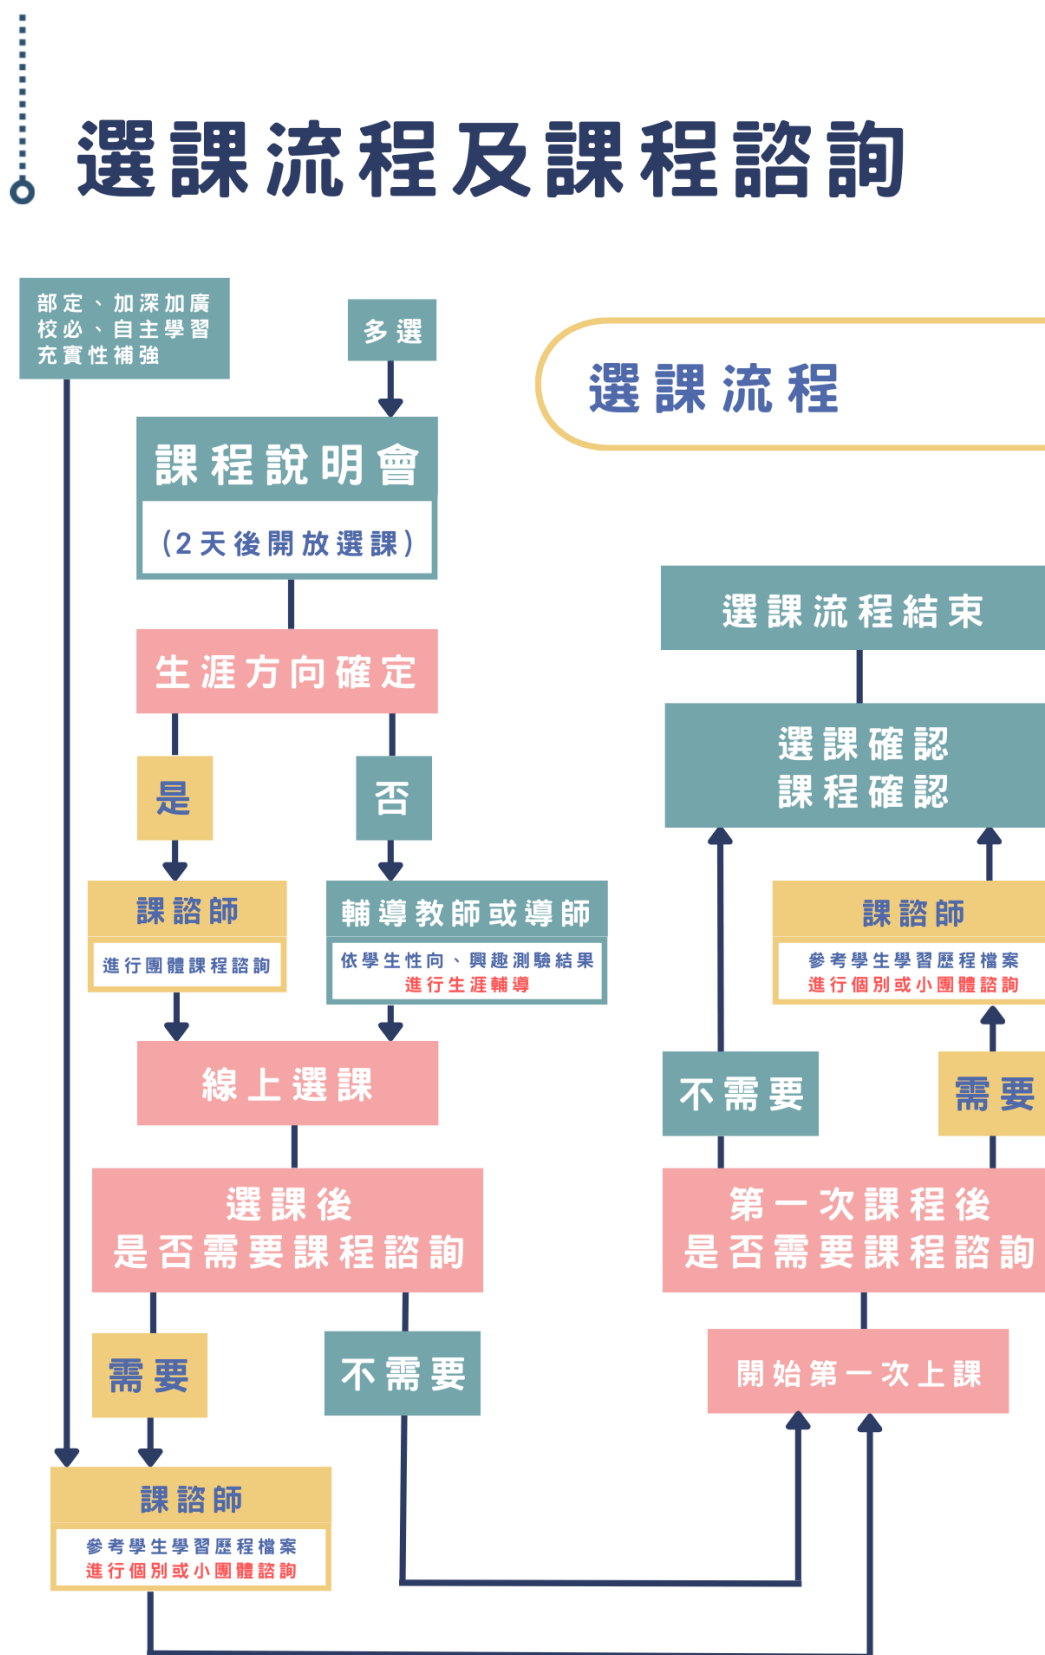 選課流程及課程諮詢
部定、加深加廣
校必、自主學習
充實性補強
多選
選課流程
課程說明會
(2天後開放選課)
生涯方向確定
是
否
課諮師
進行團體課程諮詢
輔導教師或導師
依學生性向、興趣測驗結果
進行生涯輔導
線上選課
選課後
是否需要課程諮詢
需要
不需要
課諮師
參考學生學習歷程檔案
進行個別或小團體諮詢
開始第一次上課
第一次課程後
是否需要課程諮詢
不需要
需要
課諮師
參考學生學習歷程檔案
進行個別或小團體諮詢
選課確認
課程確認
選課流程結束